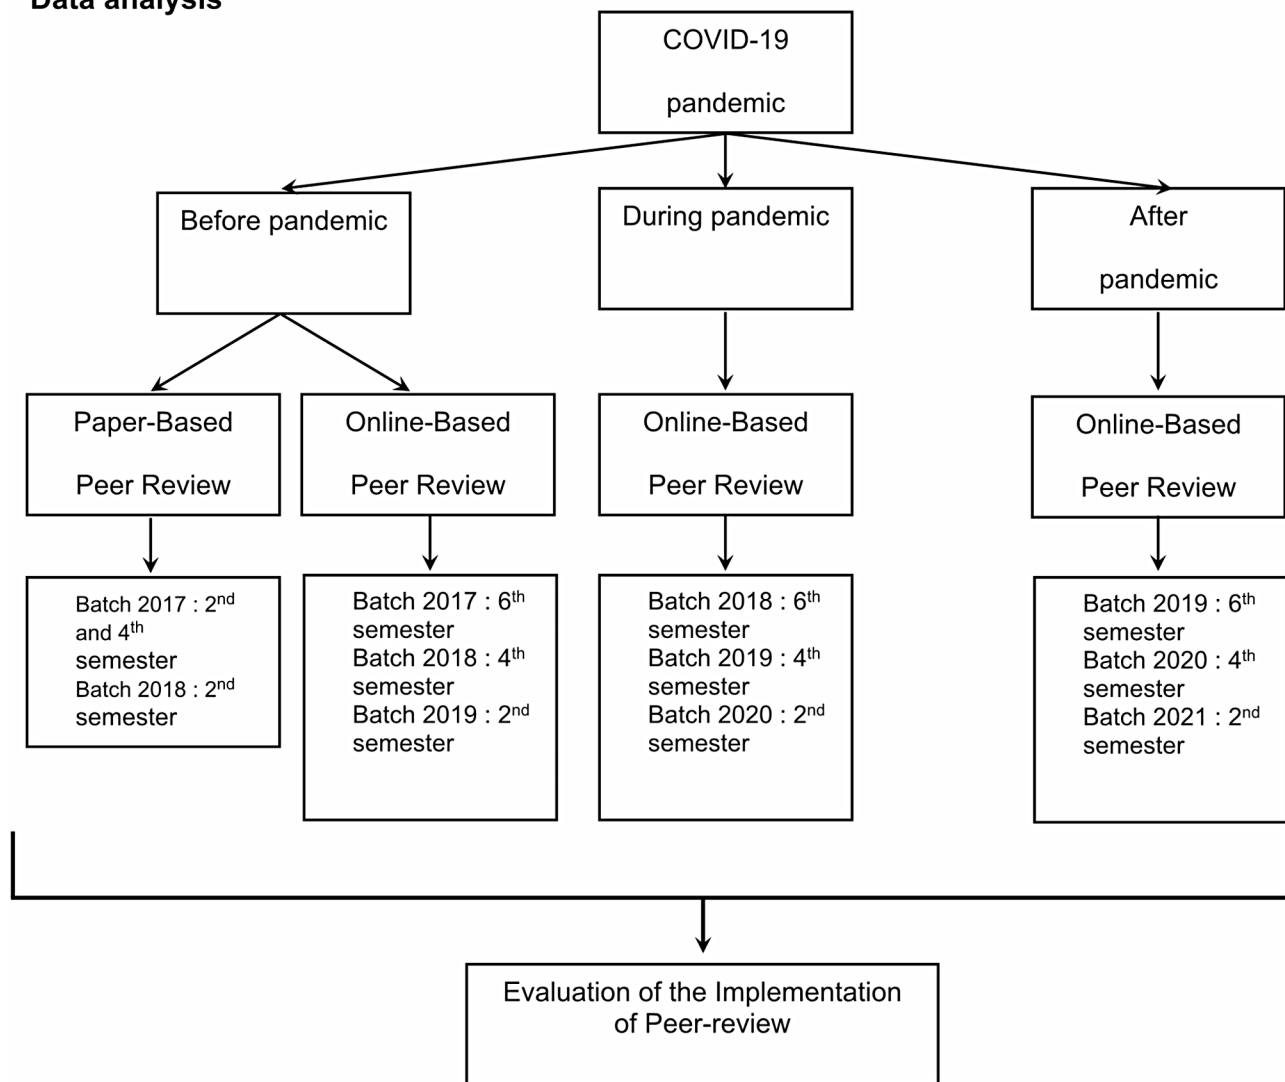 Data analysis
COVID-19
pandemic
Before pandemic
During pandemic
After
pandemic
Paper-Based
Peer Review
Online-Based
Peer Review
Online-Based
Peer Review
Online-Based
Peer Review
Batch 2017 : 2nd
and 4th
semester
Batch 2018 : 2nd
semester
Batch 2017 : 6th
semester
Batch 2018 : 4th
semester
Batch 2019 : 2nd
semester
Batch 2018 : 6th
semester
Batch 2019 : 4th
semester
Batch 2020 : 2nd
semester
Batch 2019 : 6th
semester
Batch 2020 : 4th
semester
Batch 2021 : 2nd
semester
Evaluation of the Implementation
of Peer-review